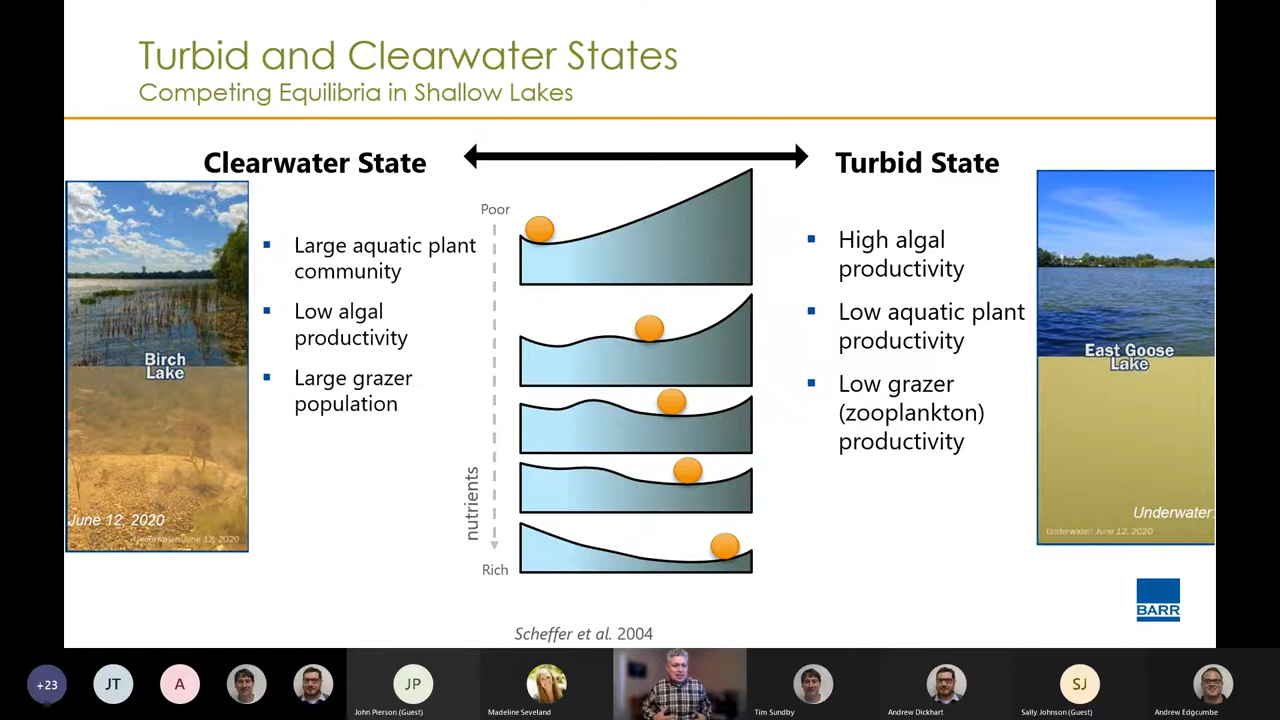 Turbid and Clearwater States
Competing Equilibria in Shallow Lakes
Clearwater State
Turbid State
Birch
Lake
June 12, 2020
Underwater: June 12, 2020
Large aquatic plant
community
Low algal
productivity
Large grazer
population
Poor
nutrients
Rich
High algal
productivity
Low aquatic plant
productivity
Low grazer
(zooplankton)
productivity
East Goose
Lake
Underwater:
Underwater: June 12, 2020
Scheffer et al. 2004
BARR
+23
JT
A
JP
John Pierson (Guest)
Madeline Seveland
Tim Sundby
Andrew Dickhart
SJ
Sally Johnson (Guest)
Andrew Edgcumbe